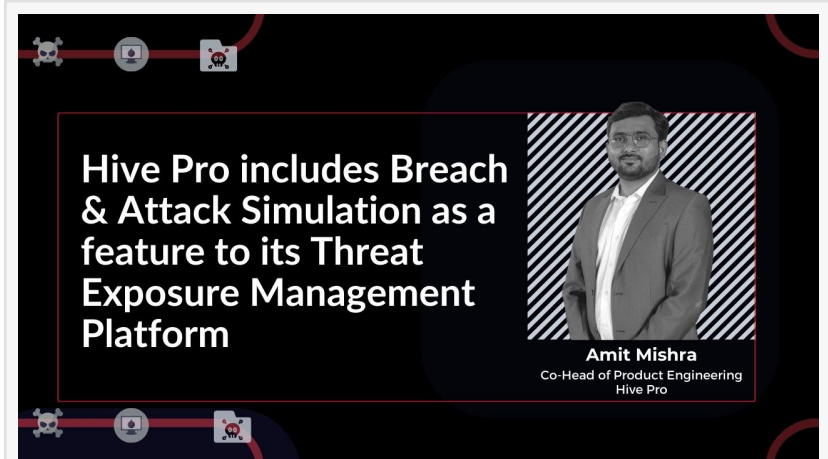 Hive Pro includes Breach
& Attack Simulation as a
feature to its Threat
Exposure Management
Platform
Amit Mishra
Co-Head of Product Engineering
Hive Pro